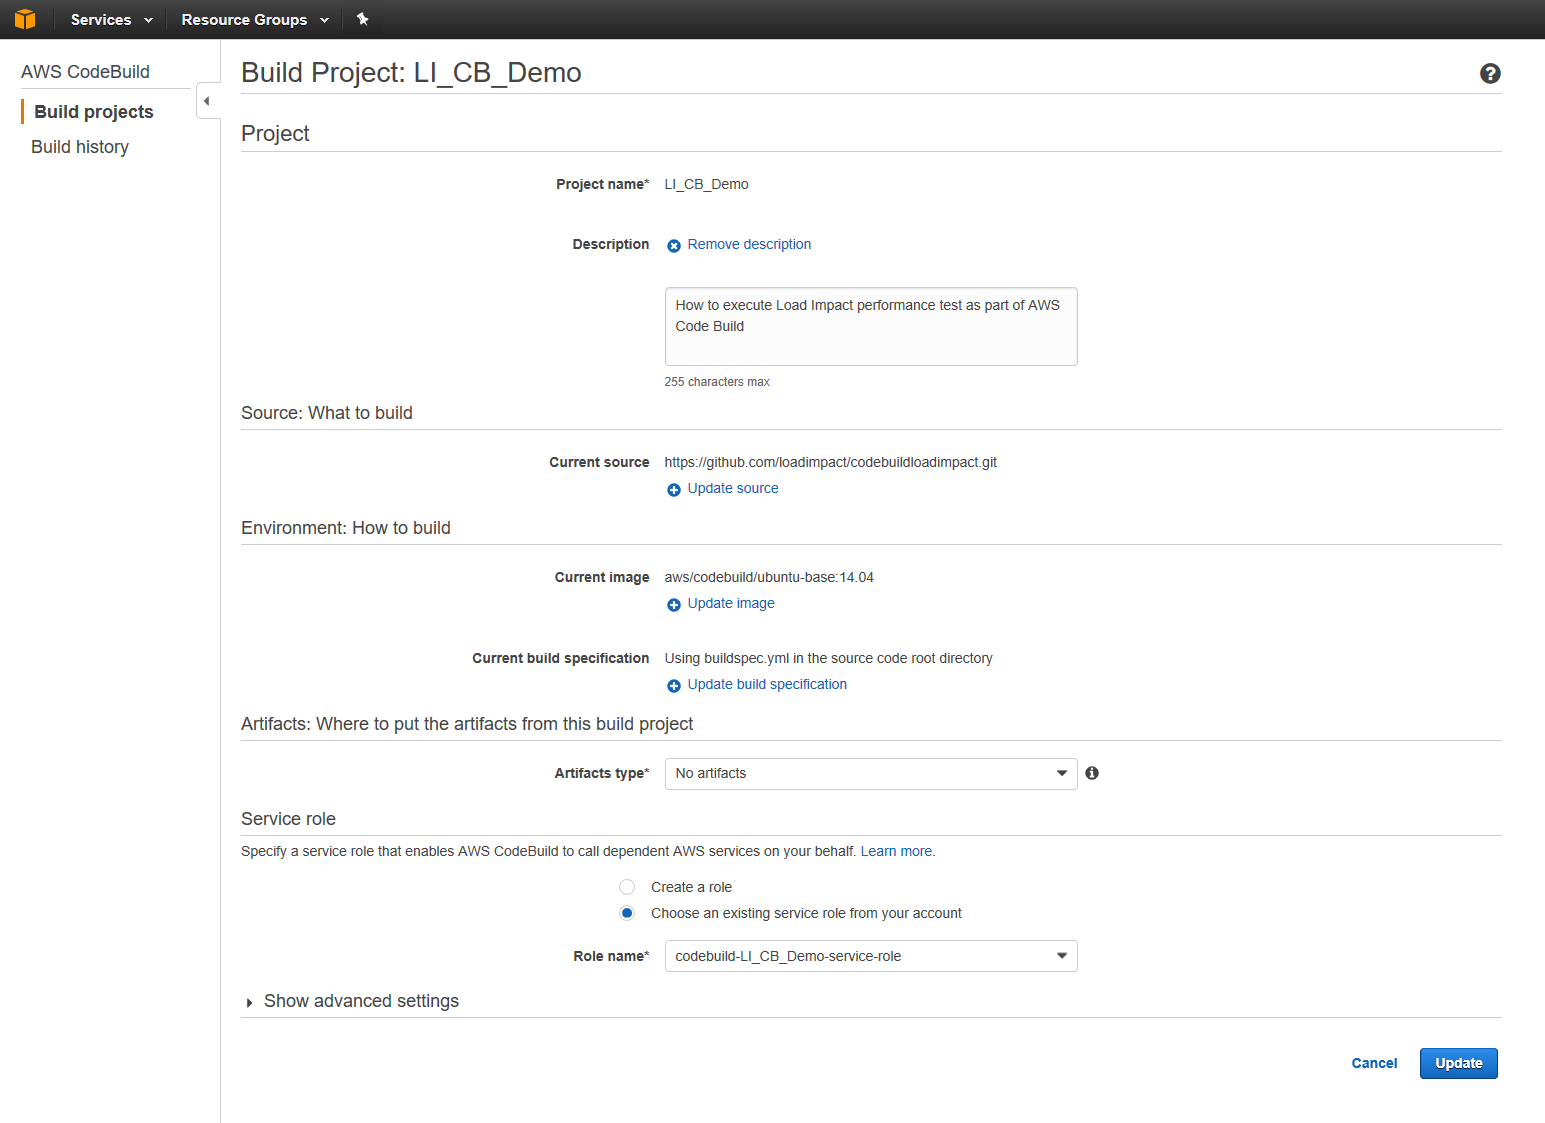 Services Resource Groups
AWS CodeBuild
Build projects
Build history
Build Project: LI_CB_Demo
Project
Project name* LI_CB_Demo
Description Remove description
How to execute Load Impact performance test as part of AWS
Code Build
255 characters max
Source: What to build
Current source https://github.com/loadimpact/codebuildloadimpact.git
Update source
Environment: How to build
Current image aws/codebuild/ubuntu-base:14.04
Update image
Current build specification Using buildspec.yml in the source code root directory
Update build specification
Artifacts: Where to put the artifacts from this build project
Artifacts type* No artifacts
Service role
Specify a service role that enables AWS CodeBuild to call dependent AWS services on your behalf. Learn more.
Create a role
Choose an existing service role from your account
Role name* codebuild-LI_CB_Demo-service-role
Show advanced settings
Cancel Update